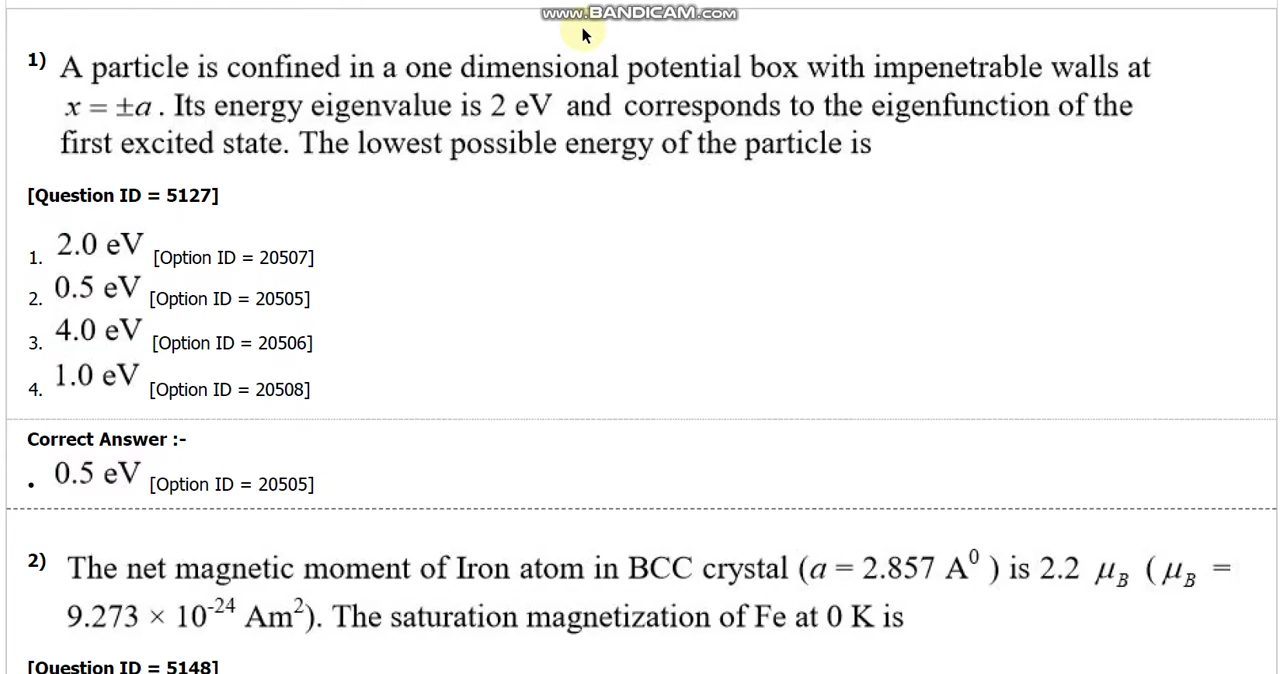 www.BANDICAM.com
1) A particle is confined in a one dimensional potential box with impenetrable walls at
x = ±a . Its energy eigenvalue is 2 eV and corresponds to the eigenfunction of the
first excited state. The lowest possible energy of the particle is
[Question ID = 5127]
1. 2.0 eV [Option ID = 20507]
2. 0.5 eV [Option ID = 20505]
3. 4.0 eV [Option ID = 20506]
4. 1.0 eV [Option ID = 20508]
Correct Answer :-
• 0.5 eV [Option ID = 20505]
2) The net magnetic moment of Iron atom in BCC crystal (a = 2.857 A⁰ ) is 2.2 μ_B ( μ_B =
9.273 × 10⁻²⁴ Am²). The saturation magnetization of Fe at 0 K is
[Question ID = 5148]